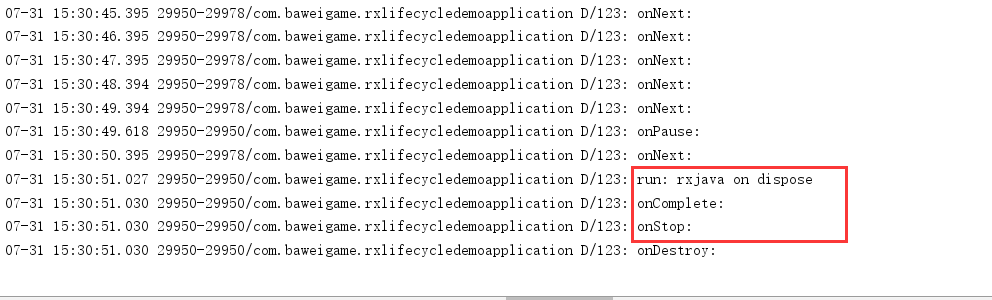 07-31 15:30:45.395 29950-29978/com.baweigame.rxlifecycledemoapplication D/123: onNext:
07-31 15:30:46.395 29950-29978/com.baweigame.rxlifecycledemoapplication D/123: onNext:
07-31 15:30:47.395 29950-29978/com.baweigame.rxlifecycledemoapplication D/123: onNext:
07-31 15:30:48.394 29950-29978/com.baweigame.rxlifecycledemoapplication D/123: onNext:
07-31 15:30:49.394 29950-29978/com.baweigame.rxlifecycledemoapplication D/123: onNext:
07-31 15:30:49.618 29950-29950/com.baweigame.rxlifecycledemoapplication D/123: onPause:
07-31 15:30:50.395 29950-29978/com.baweigame.rxlifecycledemoapplication D/123: onNext:
07-31 15:30:51.027 29950-29950/com.baweigame.rxlifecycledemoapplication D/123: run: rxjava on dispose
07-31 15:30:51.030 29950-29950/com.baweigame.rxlifecycledemoapplication D/123: onComplete:
07-31 15:30:51.030 29950-29950/com.baweigame.rxlifecycledemoapplication D/123: onStop:
07-31 15:30:51.030 29950-29950/com.baweigame.rxlifecycledemoapplication D/123: onDestroy: